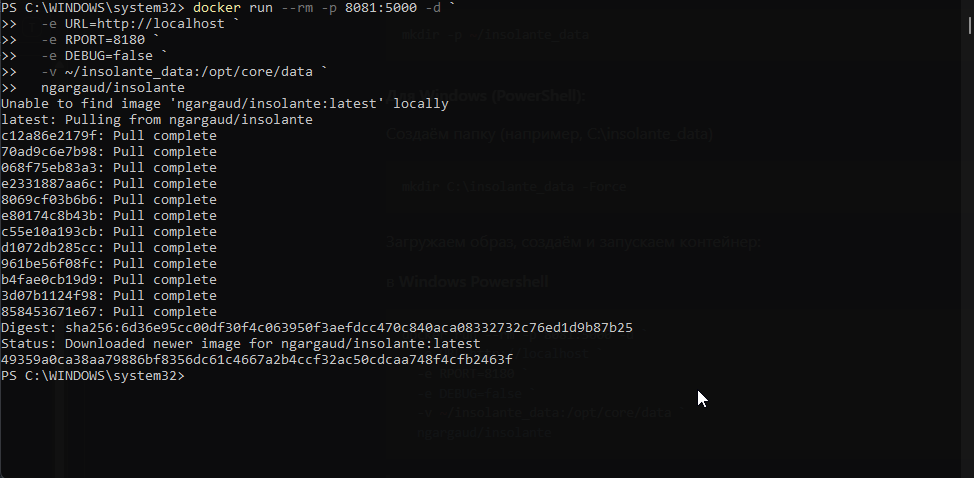 PS C:\WINDOWS\system32> docker run --rm -p 8081:5000 -d `
>>   -e URL=http://localhost `
>>   -e RPORT=8180 `
>>   -e DEBUG=false `
>>   -v ~/insolante_data:/opt/core/data `
>>   ngargaud/insolante
Unable to find image 'ngargaud/insolante:latest' locally
latest: Pulling from ngargaud/insolante
c12a86e2179f: Pull complete
70ad9c6e7b98: Pull complete
068f75eb83a3: Pull complete
e2331887aa6c: Pull complete
8069cf03b6b6: Pull complete
e80174c8b43b: Pull complete
c55e10a193cb: Pull complete
d1072db285cc: Pull complete
961be56f08fc: Pull complete
b4fae0cb19d9: Pull complete
3d07b1124f98: Pull complete
858453671e67: Pull complete
Digest: sha256:6d36e95cc00df30f4c063950f3aefdcc470c840aca08332732c76ed1d9b87b25
Status: Downloaded newer image for ngargaud/insolante:latest
49359a0ca38aa79886bf8356dc61c4667a2b4ccf32ac50cdcaa748f4cfb2463f
PS C:\WINDOWS\system32>
mkdir -p ~/insolante_data
Для Windows (PowerShell):
Создаём папку (например, C:\insolante_data)
mkdir C:\insolante_data -Force
Загружаем образ, создаём и запускаем контейнер:
в Windows Powershell
-e RPORT=8180 `
-e DEBUG=false `
-v ~/insolante_data:/opt/core/data `
ngargaud/insolante